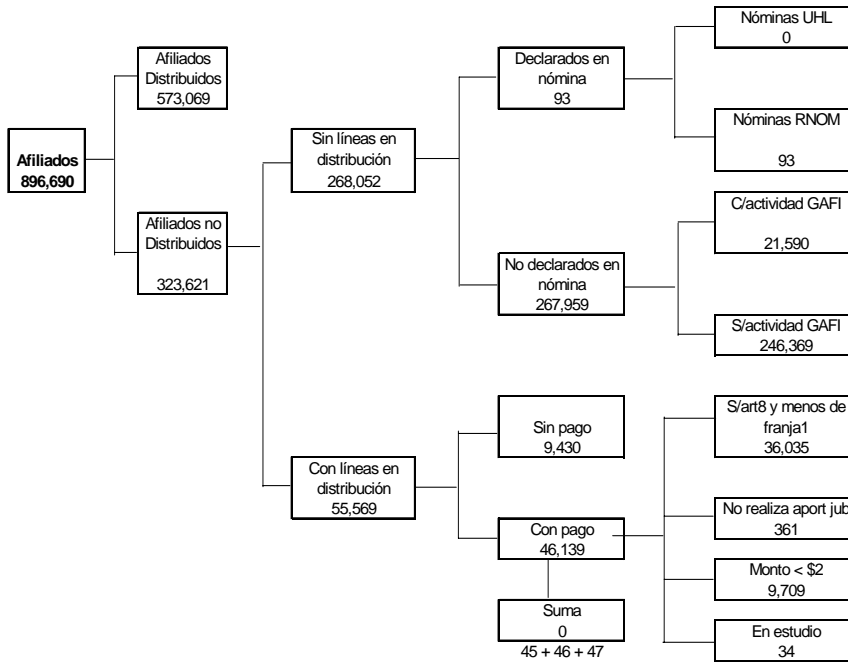 Afiliados
896,690
Afiliados
Distribuidos
573,069
Afiliados no
Distribuidos
323,621
Sin líneas en
distribución
268,052
Con líneas en
distribución
55,569
Declarados en
nómina
93
No declarados en
nómina
267,959
Sin pago
9,430
Con pago
46,139
Suma
0
45 + 46 + 47
Nóminas UHL
0
Nóminas RNOM
93
C/actividad GAFI
21,590
S/actividad GAFI
246,369
S/art8 y menos de
franja1
36,035
No realiza aport jub
361
Monto < $2
9,709
En estudio
34